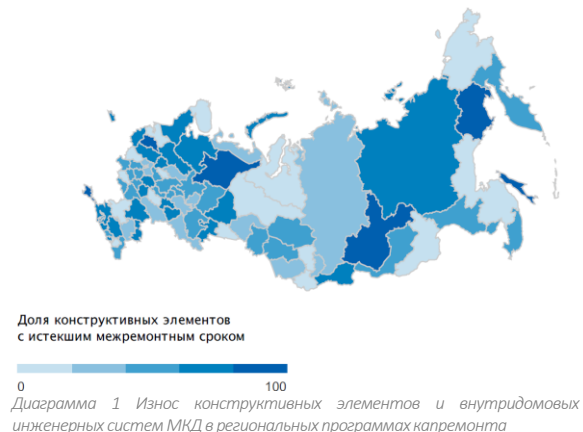 Доля конструктивных элементов
с истекшим межремонтным сроком
0 100
Диаграмма 1 Износ конструктивных элементов и внутридомовых
инженерных систем МКД в региональных программах капремонта